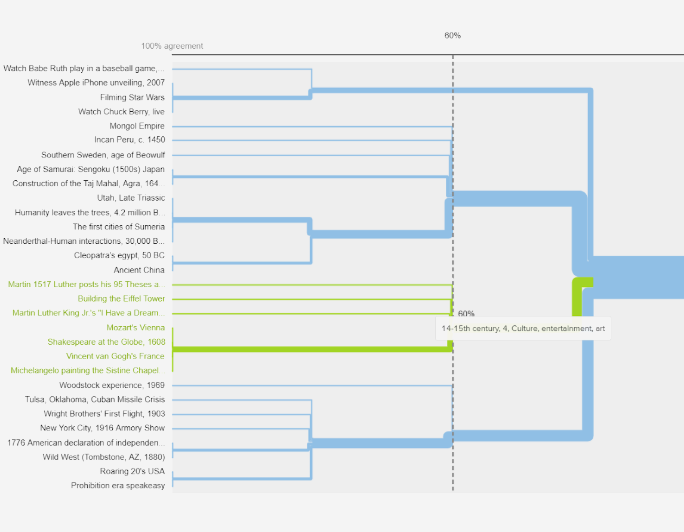 60%
100% agreement
Watch Babe Ruth play in a baseball game,...
Witness Apple iPhone unveiling, 2007
Filming Star Wars
Watch Chuck Berry, live
Mongol Empire
Incan Peru, c. 1450
Southern Sweden, age of Beowulf
Age of Samurai: Sengoku (1500s) Japan
Construction of the Taj Mahal, Agra, 164...
Utah, Late Triassic
Humanity leaves the trees, 4.2 million B...
The first cities of Sumeria
Neanderthal-Human interactions, 30,000 B...
Cleopatra's egypt, 50 BC
Ancient China
Martin 1517 Luther posts his 95 Theses a...
Building the Eiffel Tower
Martin Luther King Jr.'s "I Have a Dream...
60%
Mozart's Vienna
14-15th century, 4, Culture, entertainment, art
Shakespeare at the Globe, 1608
Vincent van Gogh's France
Michelangelo painting the Sistine Chapel...
Woodstock experience, 1969
Tulsa, Oklahoma, Cuban Missile Crisis
Wright Brothers' First Flight, 1903
New York City, 1916 Armory Show
1776 American declaration of independen...
Wild West (Tombstone, AZ, 1880)
Roaring 20's USA
Prohibition era speakeasy